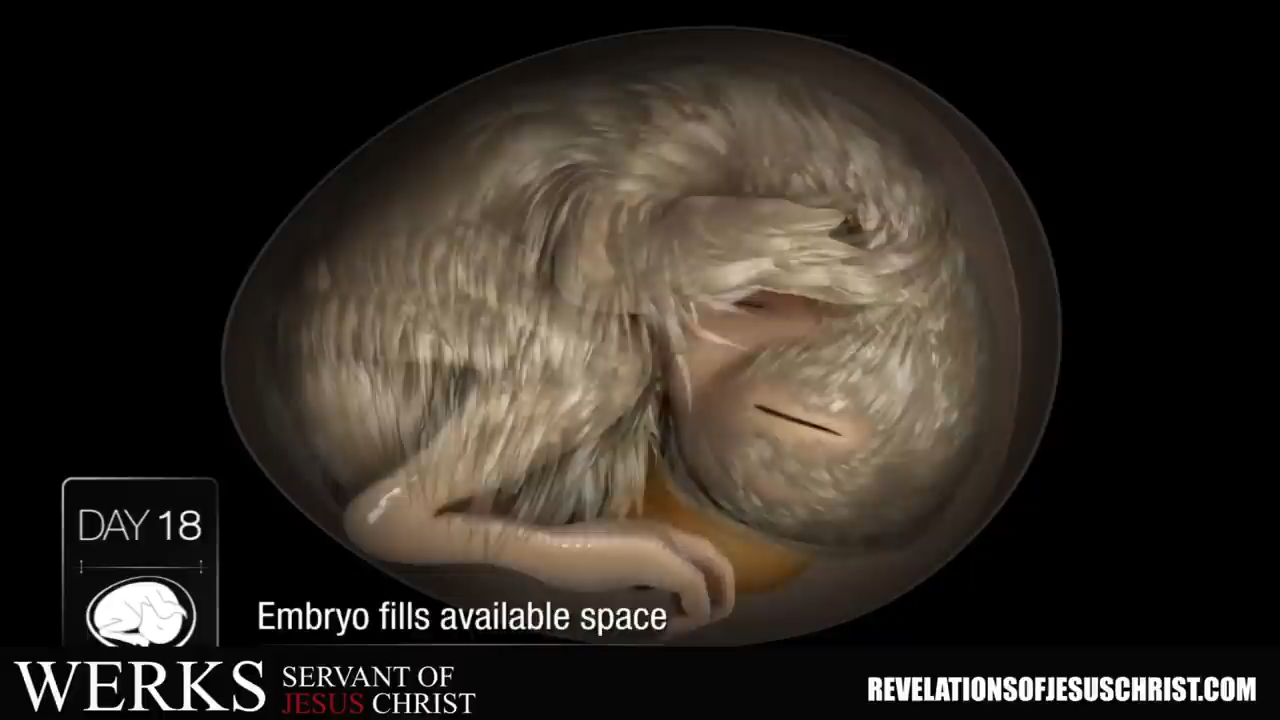 DAY 18
Embryo fills available space
WERKS
SERVANT OF
JESUS CHRIST
REVELATIONSOFJESUSCHRIST.COM